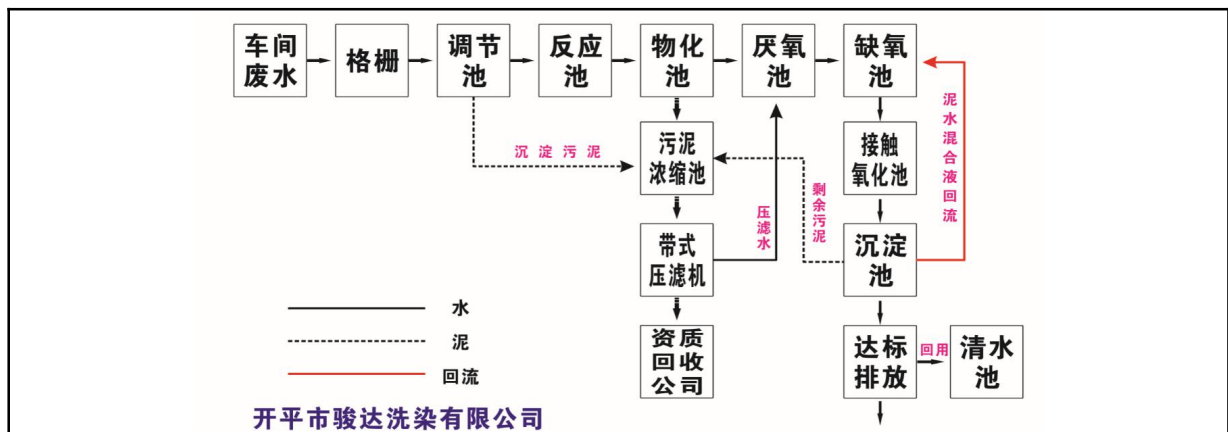 车间
废水
格栅
调节
池
反应
池
物化
池
厌氧
池
缺氧
池
泥水混合液回流
沉淀污泥
污泥
浓缩池
接触
氧化池
剩余污泥
压滤水
带式
压滤机
沉淀
池
水
泥
回流
资质
回收
公司
达标
排放
回用
清水
池
开平市骏达洗染有限公司